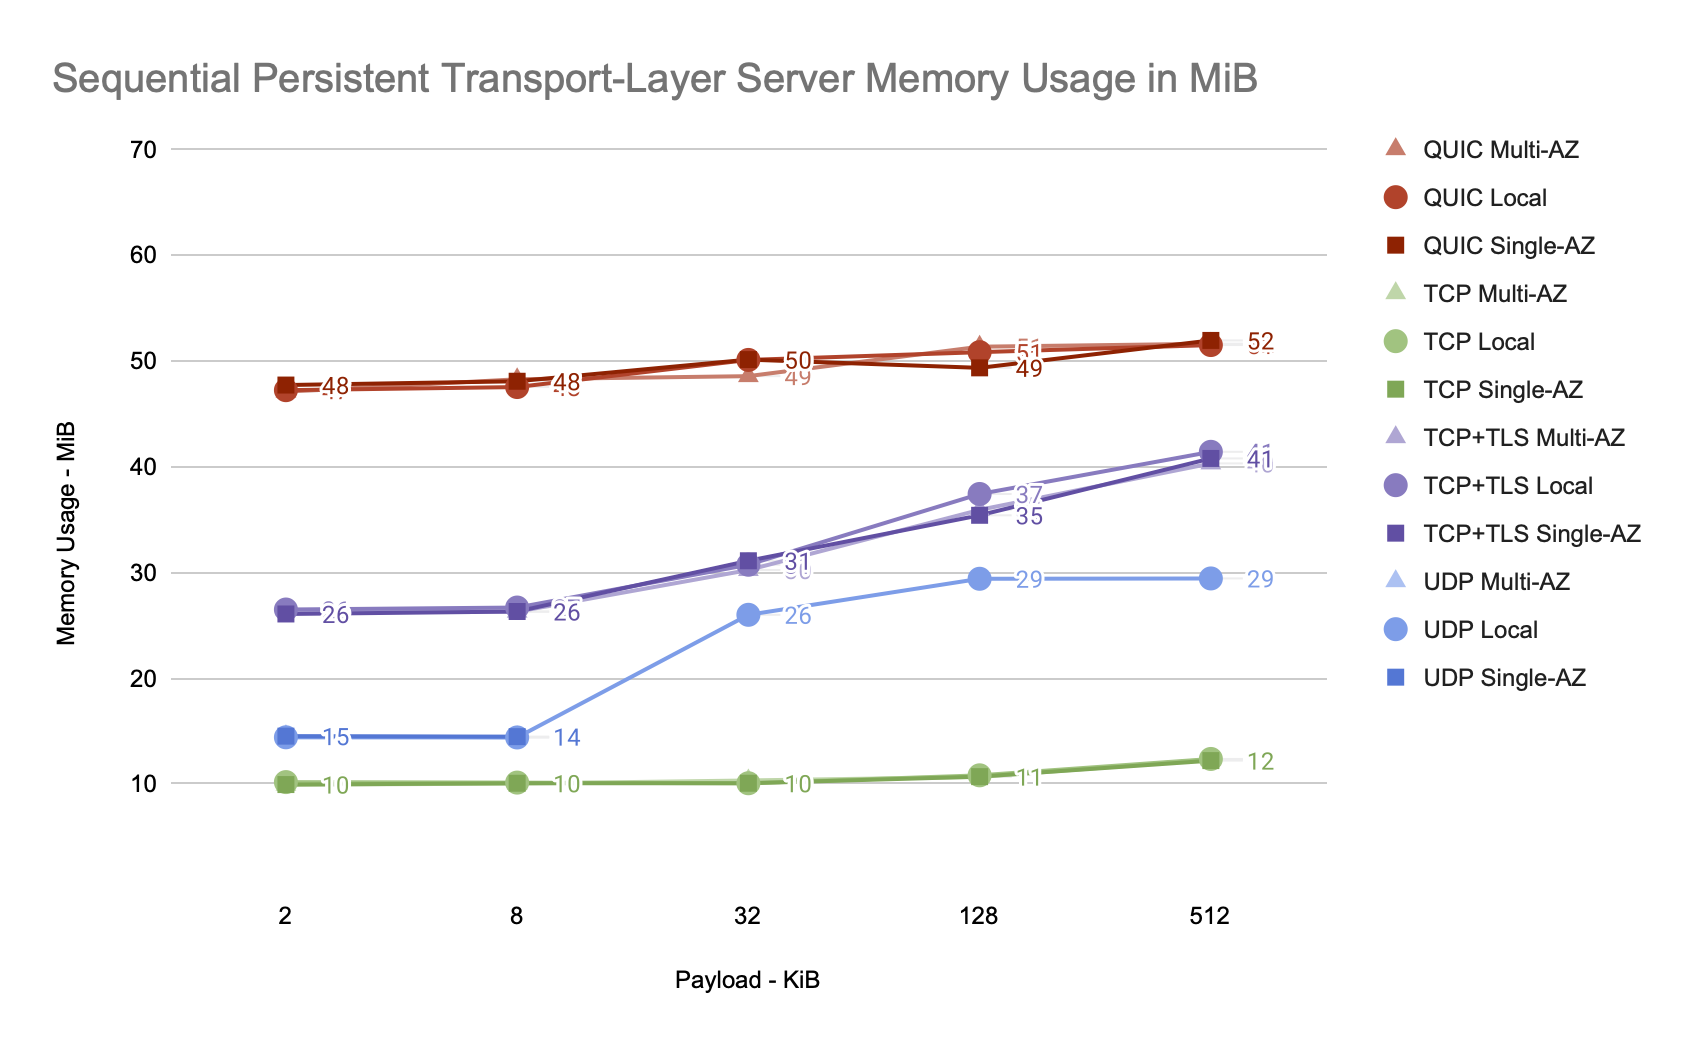 Sequential Persistent Transport-Layer Server Memory Usage in MiB
70
60
50
40
30
20
10
Memory Usage - MiB
48
48
50
49
51
49
52
26
26
31
37
35
41
15
14
26
29
29
10
10
10
11
12
2
8
32
128
512
Payload - KiB
QUIC Multi-AZ
QUIC Local
QUIC Single-AZ
TCP Multi-AZ
TCP Local
TCP Single-AZ
TCP+TLS Multi-AZ
TCP+TLS Local
TCP+TLS Single-AZ
UDP Multi-AZ
UDP Local
UDP Single-AZ